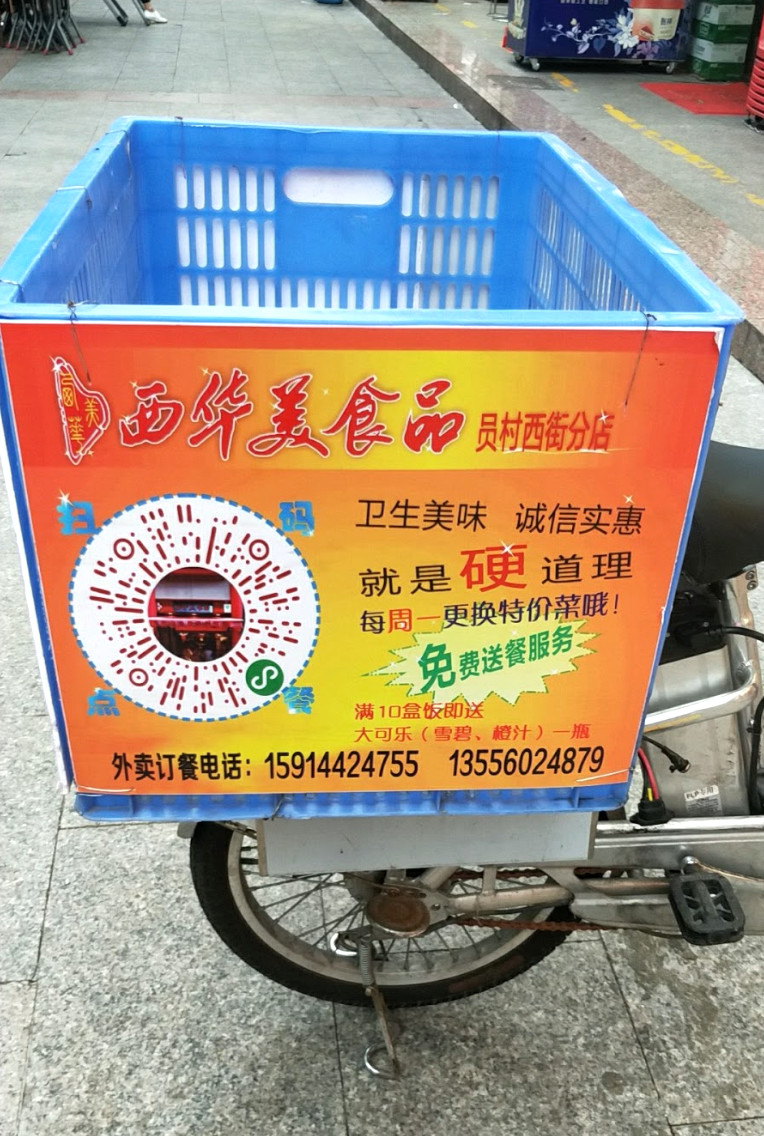 西华美食品 员村西街分店
西華美
扫码
点餐
卫生美味 诚信实惠
就是硬道理
每周一更换特价菜哦！
免费送餐服务
满10盒饭即送
大可乐（雪碧、橙汁）一瓶
外卖订餐电话：15914424755 13556024879